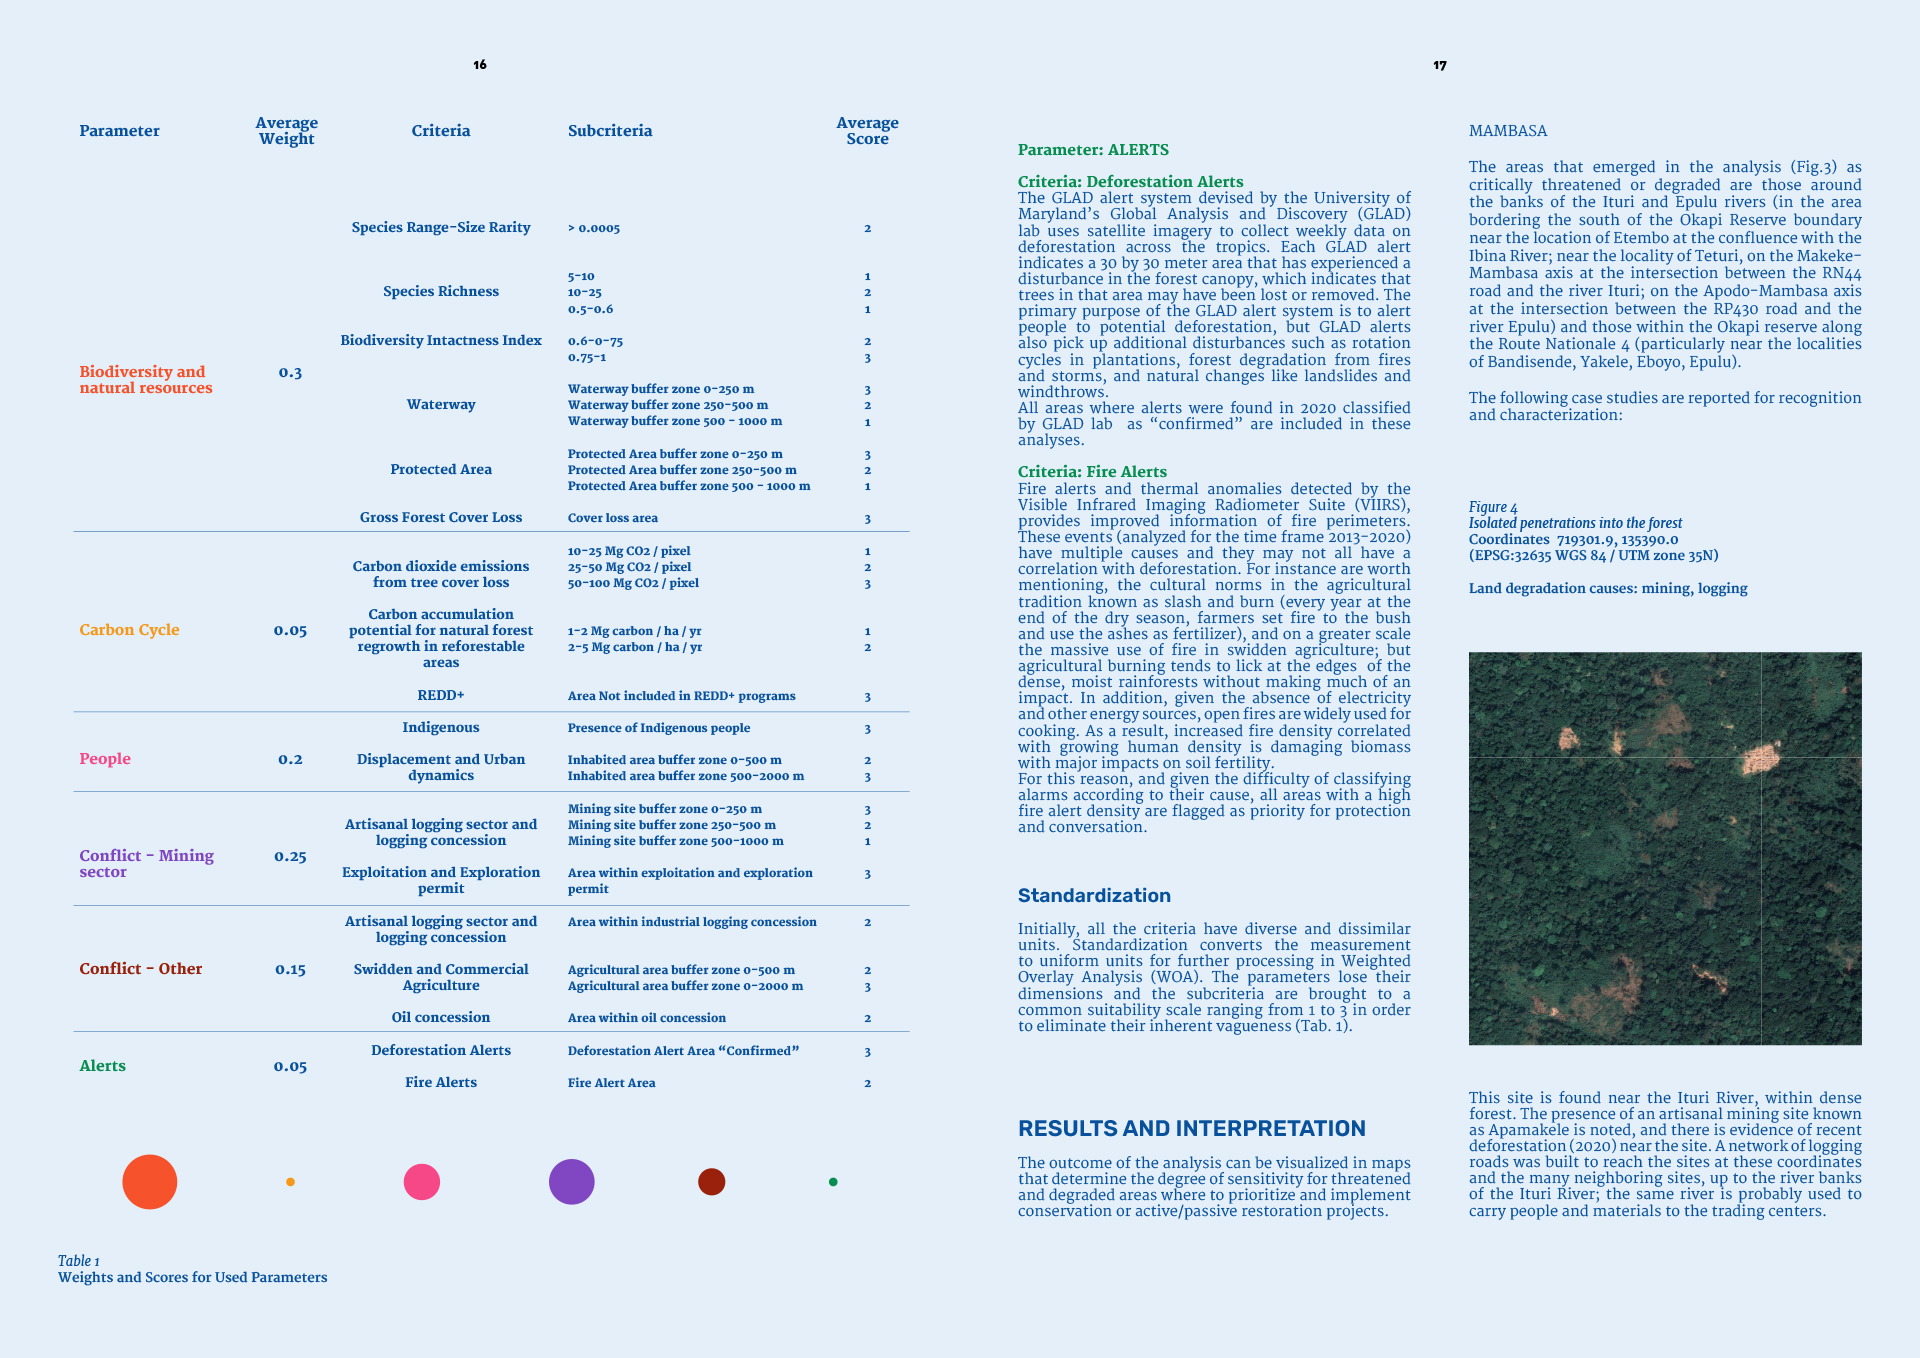 16
Parameter
Average
Weight
Criteria
Subcriteria
Average
Score
Species Range-Size Rarity > 0.0005 2
5-10 1
Species Richness 10-25 2
0.5-0.6 1
Biodiversity Intactness Index 0.6-0-75 2
0.75-1 3
Biodiversity and
natural resources
0.3
Waterway buffer zone 0-250 m 3
Waterway Waterway buffer zone 250-500 m 2
Waterway buffer zone 500 - 1000 m 1
Protected Area buffer zone 0-250 m 3
Protected Area Protected Area buffer zone 250-500 m 2
Protected Area buffer zone 500 - 1000 m 1
Gross Forest Cover Loss Cover loss area 3
10-25 Mg CO2 / pixel 1
Carbon dioxide emissions 25-50 Mg CO2 / pixel 2
from tree cover loss 50-100 Mg CO2 / pixel 3
Carbon accumulation
Carbon Cycle 0.05 potential for natural forest 1-2 Mg carbon / ha / yr 1
regrowth in reforestable 2-5 Mg carbon / ha / yr 2
areas
REDD+ Area Not included in REDD+ programs 3
Indigenous Presence of Indigenous people 3
People 0.2 Displacement and Urban Inhabited area buffer zone 0-500 m 2
dynamics Inhabited area buffer zone 500-2000 m 3
Mining site buffer zone 0-250 m 3
Artisanal logging sector and Mining site buffer zone 250-500 m 2
logging concession Mining site buffer zone 500-1000 m 1
Conflict - Mining
sector
0.25
Exploitation and Exploration Area within exploitation and exploration 3
permit permit
Artisanal logging sector and Area within industrial logging concession 2
logging concession
Conflict - Other 0.15 Swidden and Commercial Agricultural area buffer zone 0-500 m 2
Agriculture Agricultural area buffer zone 0-2000 m 3
Oil concession Area within oil concession 2
Deforestation Alerts Deforestation Alert Area “Confirmed” 3
Alerts 0.05
Fire Alerts Fire Alert Area 2
Table 1
Weights and Scores for Used Parameters
17
Parameter: ALERTS
Criteria: Deforestation Alerts
The GLAD alert system devised by the University of
Maryland’s Global Analysis and Discovery (GLAD)
lab uses satellite imagery to collect weekly data on
deforestation across the tropics. Each GLAD alert
indicates a 30 by 30 meter area that has experienced a
disturbance in the forest canopy, which indicates that
trees in that area may have been lost or removed. The
primary purpose of the GLAD alert system is to alert
people to potential deforestation, but GLAD alerts
also pick up additional disturbances such as rotation
cycles in plantations, forest degradation from fires
and storms, and natural changes like landslides and
windthrows.
All areas where alerts were found in 2020 classified
by GLAD lab as “confirmed” are included in these
analyses.
Criteria: Fire Alerts
Fire alerts and thermal anomalies detected by the
Visible Infrared Imaging Radiometer Suite (VIIRS),
provides improved information of fire perimeters.
These events (analyzed for the time frame 2013-2020)
have multiple causes and they may not all have a
correlation with deforestation. For instance are worth
mentioning, the cultural norms in the agricultural
tradition known as slash and burn (every year at the
end of the dry season, farmers set fire to the bush
and use the ashes as fertilizer), and on a greater scale
the massive use of fire in swidden agriculture; but
agricultural burning tends to lick at the edges of the
dense, moist rainforests without making much of an
impact. In addition, given the absence of electricity
and other energy sources, open fires are widely used for
cooking. As a result, increased fire density correlated
with growing human density is damaging biomass
with major impacts on soil fertility.
For this reason, and given the difficulty of classifying
alarms according to their cause, all areas with a high
fire alert density are flagged as priority for protection
and conversation.
Standardization
Initially, all the criteria have diverse and dissimilar
units. Standardization converts the measurement
to uniform units for further processing in Weighted
Overlay Analysis (WOA). The parameters lose their
dimensions and the subcriteria are brought to a
common suitability scale ranging from 1 to 3 in order
to eliminate their inherent vagueness (Tab. 1).
RESULTS AND INTERPRETATION
The outcome of the analysis can be visualized in maps
that determine the degree of sensitivity for threatened
and degraded areas where to prioritize and implement
conservation or active/passive restoration projects.
MAMBASA
The areas that emerged in the analysis (Fig.3) as
critically threatened or degraded are those around
the banks of the Ituri and Epulu rivers (in the area
bordering the south of the Okapi Reserve boundary
near the location of Etembo at the confluence with the
Ibina River; near the locality of Teturi, on the Makeke-
Mambasa axis at the intersection between the RN44
road and the river Ituri; on the Apodo-Mambasa axis
at the intersection between the RP430 road and the
river Epulu) and those within the Okapi reserve along
the Route Nationale 4 (particularly near the localities
of Bandisende, Yakele, Eboyo, Epulu).
The following case studies are reported for recognition
and characterization:
Figure 4
Isolated penetrations into the forest
Coordinates 719301.9, 135390.0
(EPSG:32635 WGS 84 / UTM zone 35N)
Land degradation causes: mining, logging
This site is found near the Ituri River, within dense
forest. The presence of an artisanal mining site known
as Apamakele is noted, and there is evidence of recent
deforestation (2020) near the site. A network of logging
roads was built to reach the sites at these coordinates
and the many neighboring sites, up to the river banks
of the Ituri River; the same river is probably used to
carry people and materials to the trading centers.